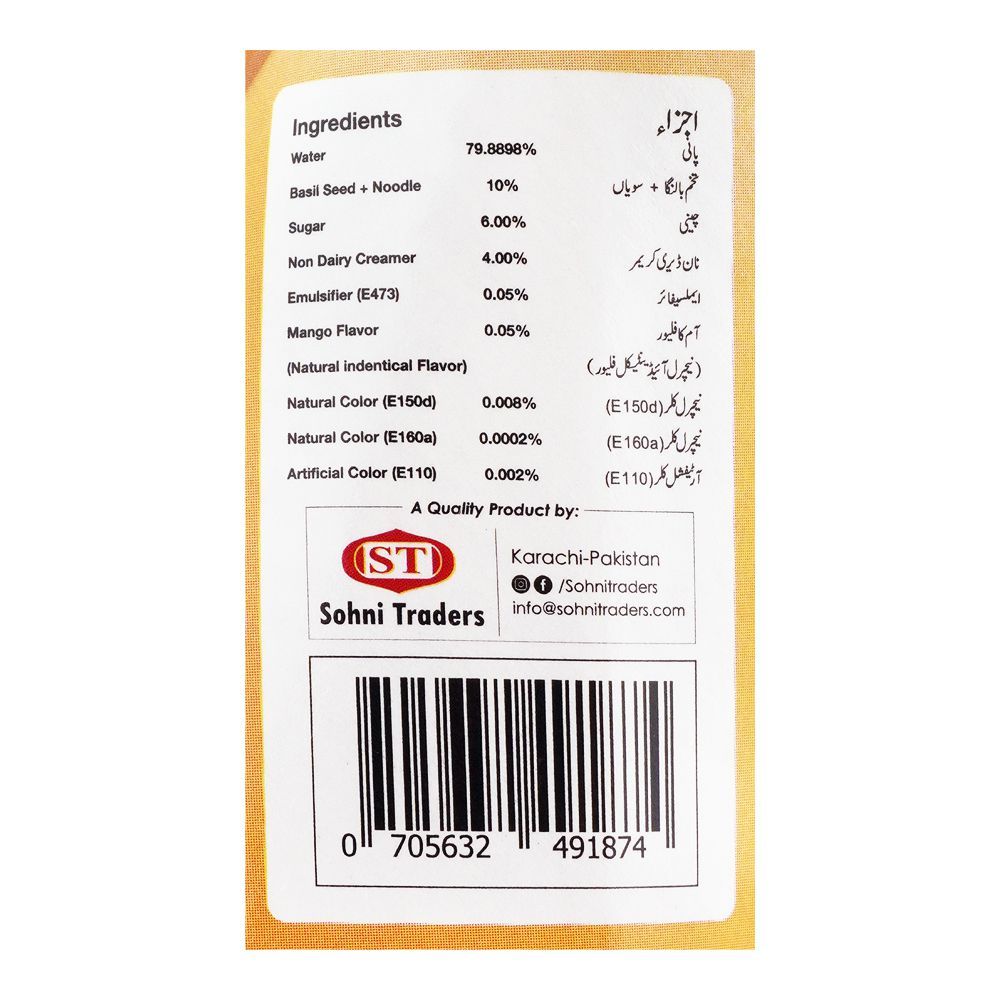 Ingredients اجزاء
Water 79.8898% پانی
Basil Seed + Noodle 10% تخم بالنگا + سویاں
Sugar 6.00% چینی
Non Dairy Creamer 4.00% نان ڈیری کریمر
Emulsifier (E473) 0.05% ایملسیفائر
Mango Flavor 0.05% آم کا فلیور
(Natural indentical Flavor) (نیچرل آئیڈینٹیکل فلیور)
Natural Color (E150d) 0.008% نیچرل کلر (E150d)
Natural Color (E160a) 0.0002% نیچرل کلر (E160a)
Artificial Color (E110) 0.002% آرٹیفشل کلر (E110)
A Quality Product by:
ST
Sohni Traders
Karachi-Pakistan
/Sohnitraders
info@sohnitraders.com
0 705632 491874